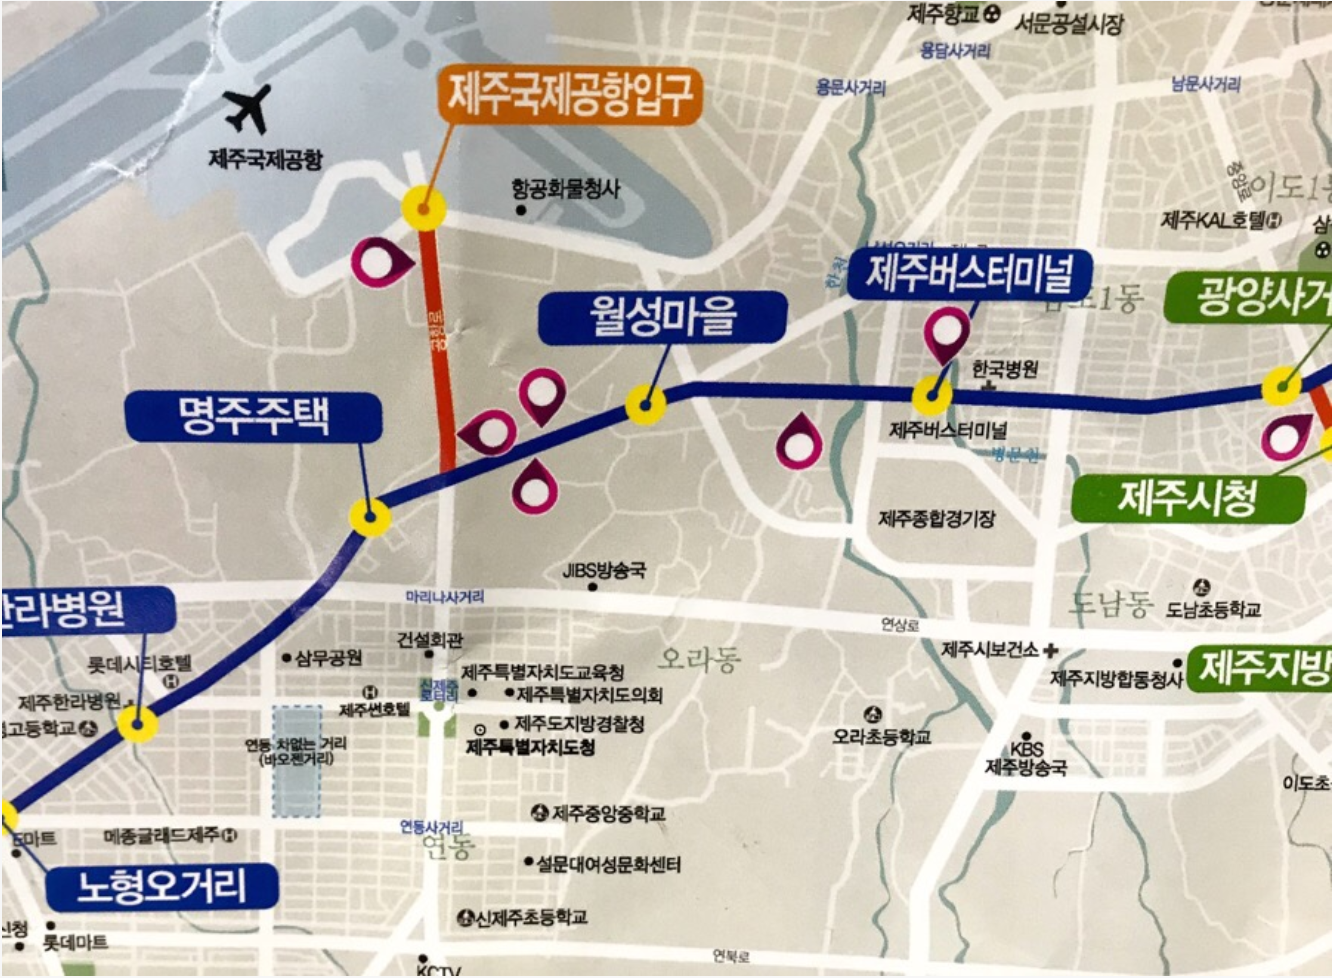 제주향교
서문공설시장
용담사거리
용문사거리
남문사거리
제주국제공항입구
제주국제공항
항공화물청사
중앙로
이도1동
제주KAL호텔
한천
제주버스터미널
광양사거
월성마을
공항로
한국병원
명주주택
제주버스터미널
병문천
제주시청
제주종합경기장
JIBS방송국
마리나사거리
도남동
도남초등학교
한라병원
연삼로
건설회관
삼무공원
오라동
제주시보건소
롯데시티호텔
제주특별자치도교육청
제주지방합동청사
제주지방
신제주
로터리
제주특별자치도의회
제주한라병원
제주썬호텔
고등학교
제주도지방경찰청
제주특별자치도청
오라초등학교
연동 차없는 거리
(바오젠거리)
KBS
제주방송국
이도초
제주중앙중학교
연동사거리
연동
E마트
메종글래드제주
설문대여성문화센터
노형오거리
신제주초등학교
신청
롯데마트
연북로
KCTV